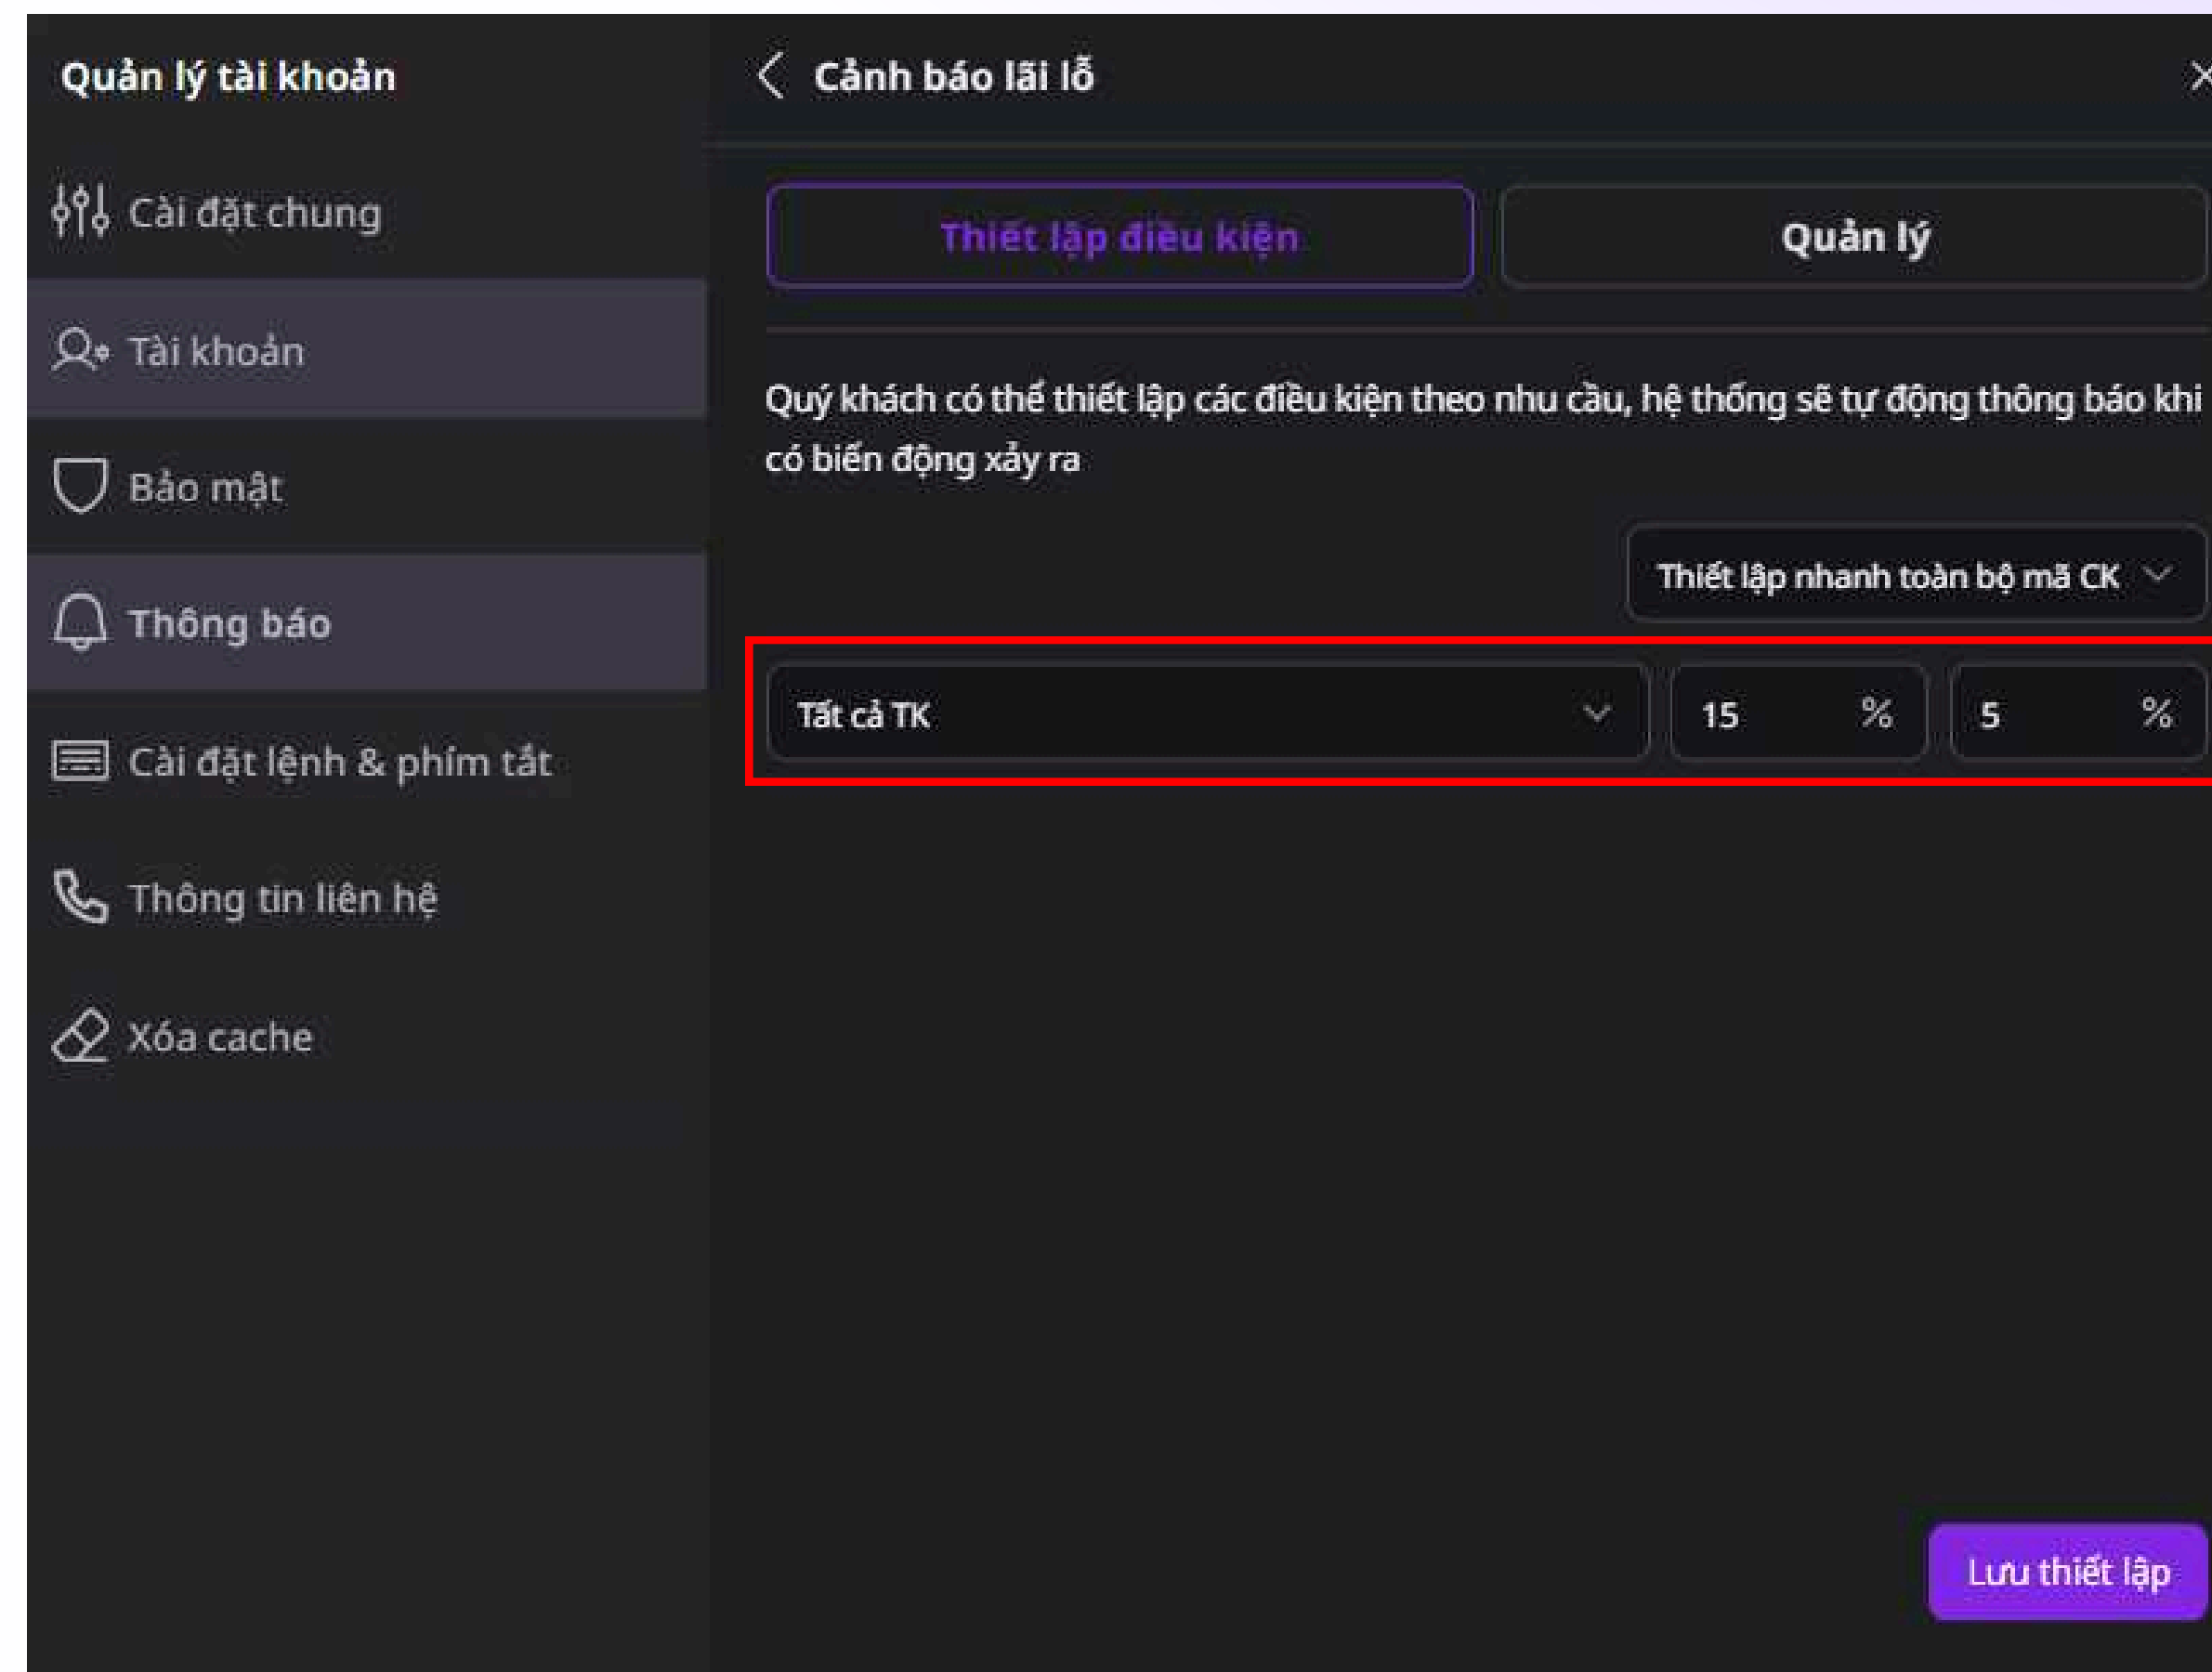 Quản lý tài khoản
Cài đặt chung
Tài khoản
Bảo mật
Thông báo
Cài đặt lệnh & phím tắt
Thông tin liên hệ
Xóa cache
Cảnh báo lãi lỗ
Thiết lập điều kiện
Quản lý
Quý khách có thể thiết lập các điều kiện theo nhu cầu, hệ thống sẽ tự động thông báo khi
có biến động xảy ra
Thiết lập nhanh toàn bộ mã CK
Tất cả TK
15 %
5 %
Lưu thiết lập